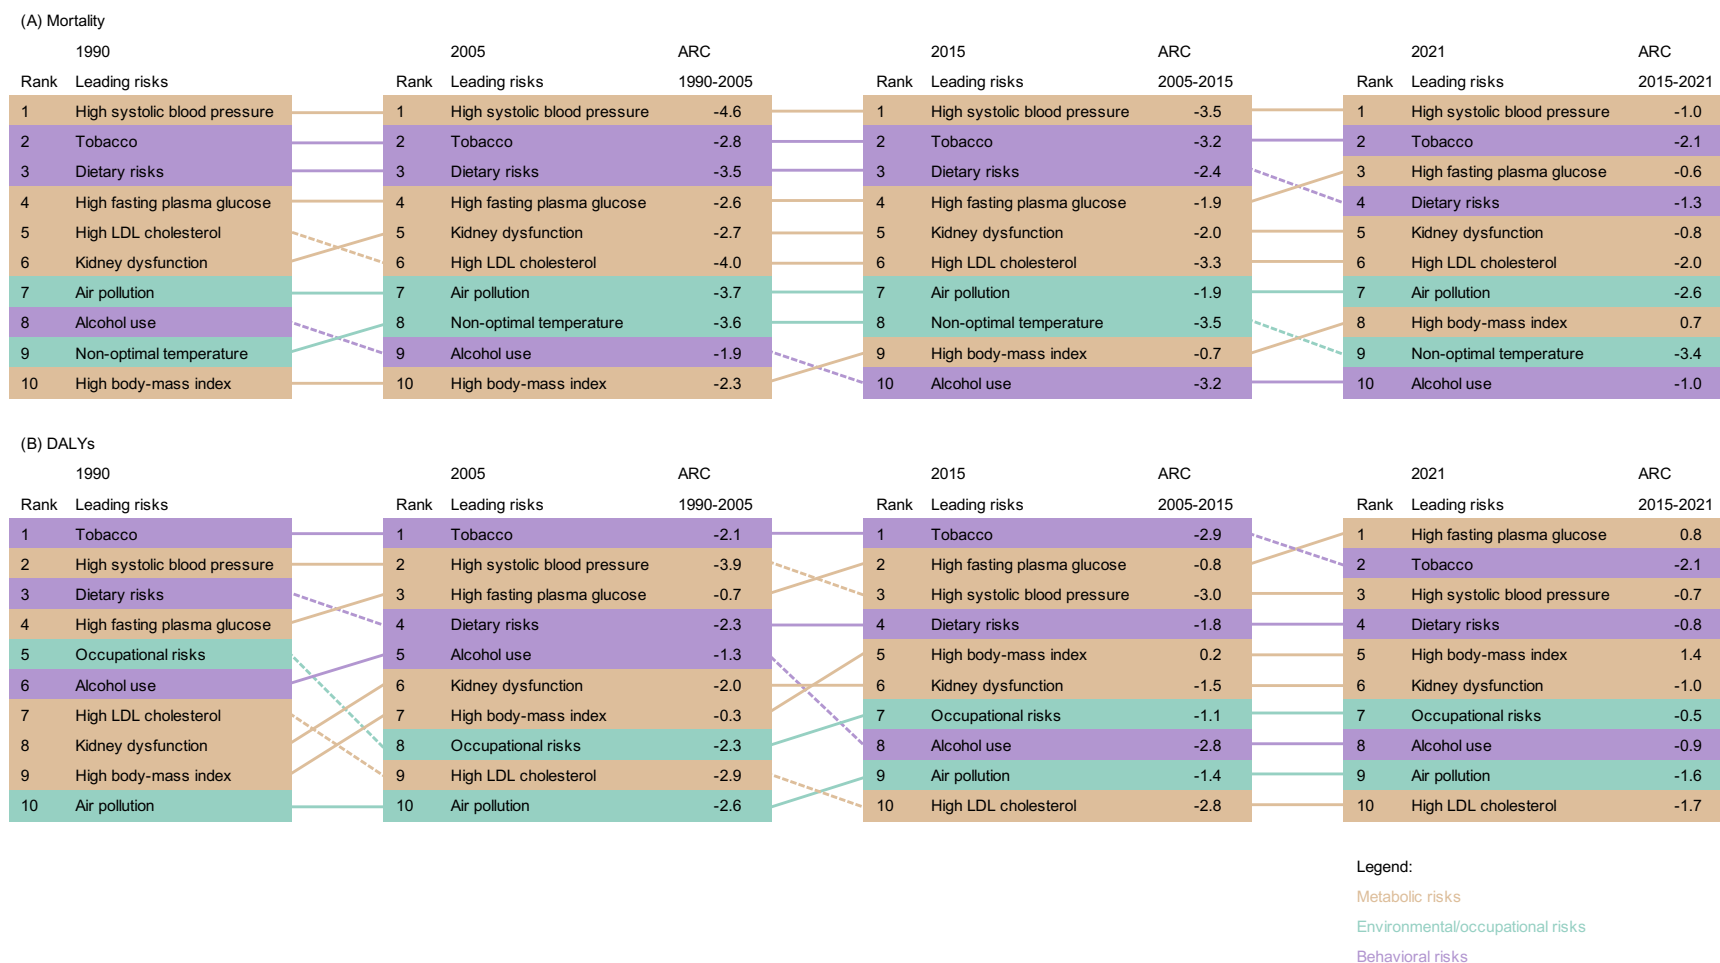 (A) Mortality
1990 2005 ARC 2015 ARC 2021 ARC
Rank Leading risks Rank Leading risks 1990-2005 Rank Leading risks 2005-2015 Rank Leading risks 2015-2021
1 High systolic blood pressure 1 High systolic blood pressure -4.6 1 High systolic blood pressure -3.5 1 High systolic blood pressure -1.0
2 Tobacco 2 Tobacco -2.8 2 Tobacco -3.2 2 Tobacco -2.1
3 Dietary risks 3 Dietary risks -3.5 3 Dietary risks -2.4 3 High fasting plasma glucose -0.6
4 High fasting plasma glucose 4 High fasting plasma glucose -2.6 4 High fasting plasma glucose -1.9 4 Dietary risks -1.3
5 High LDL cholesterol 5 Kidney dysfunction -2.7 5 Kidney dysfunction -2.0 5 Kidney dysfunction -0.8
6 Kidney dysfunction 6 High LDL cholesterol -4.0 6 High LDL cholesterol -3.3 6 High LDL cholesterol -2.0
7 Air pollution 7 Air pollution -3.7 7 Air pollution -1.9 7 Air pollution -2.6
8 Alcohol use 8 Non-optimal temperature -3.6 8 Non-optimal temperature -3.5 8 High body-mass index 0.7
9 Non-optimal temperature 9 Alcohol use -1.9 9 High body-mass index -0.7 9 Non-optimal temperature -3.4
10 High body-mass index 10 High body-mass index -2.3 10 Alcohol use -3.2 10 Alcohol use -1.0
(B) DALYs
1990 2005 ARC 2015 ARC 2021 ARC
Rank Leading risks Rank Leading risks 1990-2005 Rank Leading risks 2005-2015 Rank Leading risks 2015-2021
1 Tobacco 1 Tobacco -2.1 1 Tobacco -2.9 1 High fasting plasma glucose 0.8
2 High systolic blood pressure 2 High systolic blood pressure -3.9 2 High fasting plasma glucose -0.8 2 Tobacco -2.1
3 Dietary risks 3 High fasting plasma glucose -0.7 3 High systolic blood pressure -3.0 3 High systolic blood pressure -0.7
4 High fasting plasma glucose 4 Dietary risks -2.3 4 Dietary risks -1.8 4 Dietary risks -0.8
5 Occupational risks 5 Alcohol use -1.3 5 High body-mass index 0.2 5 High body-mass index 1.4
6 Alcohol use 6 Kidney dysfunction -2.0 6 Kidney dysfunction -1.5 6 Kidney dysfunction -1.0
7 High LDL cholesterol 7 High body-mass index -0.3 7 Occupational risks -1.1 7 Occupational risks -0.5
8 Kidney dysfunction 8 Occupational risks -2.3 8 Alcohol use -2.8 8 Alcohol use -0.9
9 High body-mass index 9 High LDL cholesterol -2.9 9 Air pollution -1.4 9 Air pollution -1.6
10 Air pollution 10 Air pollution -2.6 10 High LDL cholesterol -2.8 10 High LDL cholesterol -1.7
Legend:
Metabolic risks
Environmental/occupational risks
Behavioral risks